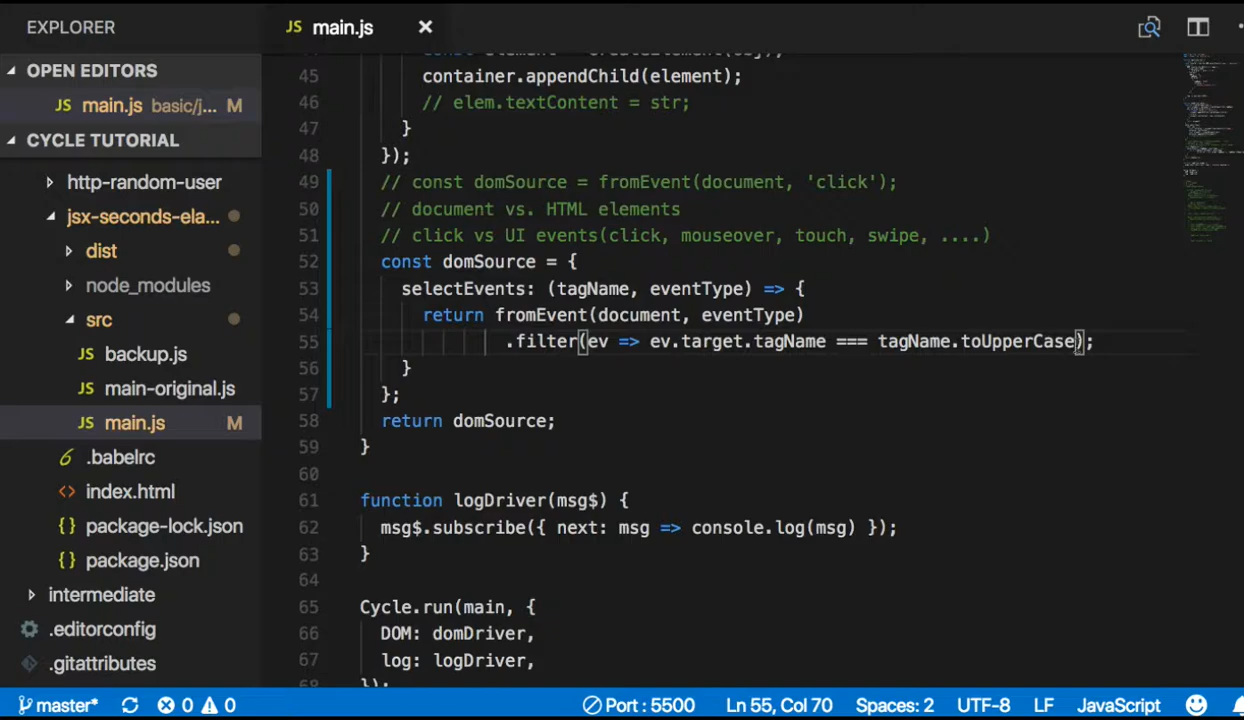 EXPLORER
JS main.js ×
OPEN EDITORS
JS main.js basic/j... M
CYCLE TUTORIAL
http-random-user
jsx-seconds-ela...
dist
node_modules
src
JS backup.js
JS main-original.js
JS main.js M
.babelrc
index.html
package-lock.json
package.json
intermediate
.editorconfig
.gitattributes
45 container.appendChild(element);
46 // elem.textContent = str;
47 }
48 });
49 // const domSource = fromEvent(document, 'click');
50 // document vs. HTML elements
51 // click vs UI events(click, mouseover, touch, swipe, ....)
52 const domSource = {
53 selectEvents: (tagName, eventType) => {
54 return fromEvent(document, eventType)
55 .filter(ev => ev.target.tagName === tagName.toUpperCase);
56 }
57 };
58 return domSource;
59 }
60
61 function logDriver(msg$) {
62 msg$.subscribe({ next: msg => console.log(msg) });
63 }
64
65 Cycle.run(main, {
66 DOM: domDriver,
67 log: logDriver,
68 });
master* 0 0 Port : 5500 Ln 55, Col 70 Spaces: 2 UTF-8 LF JavaScript